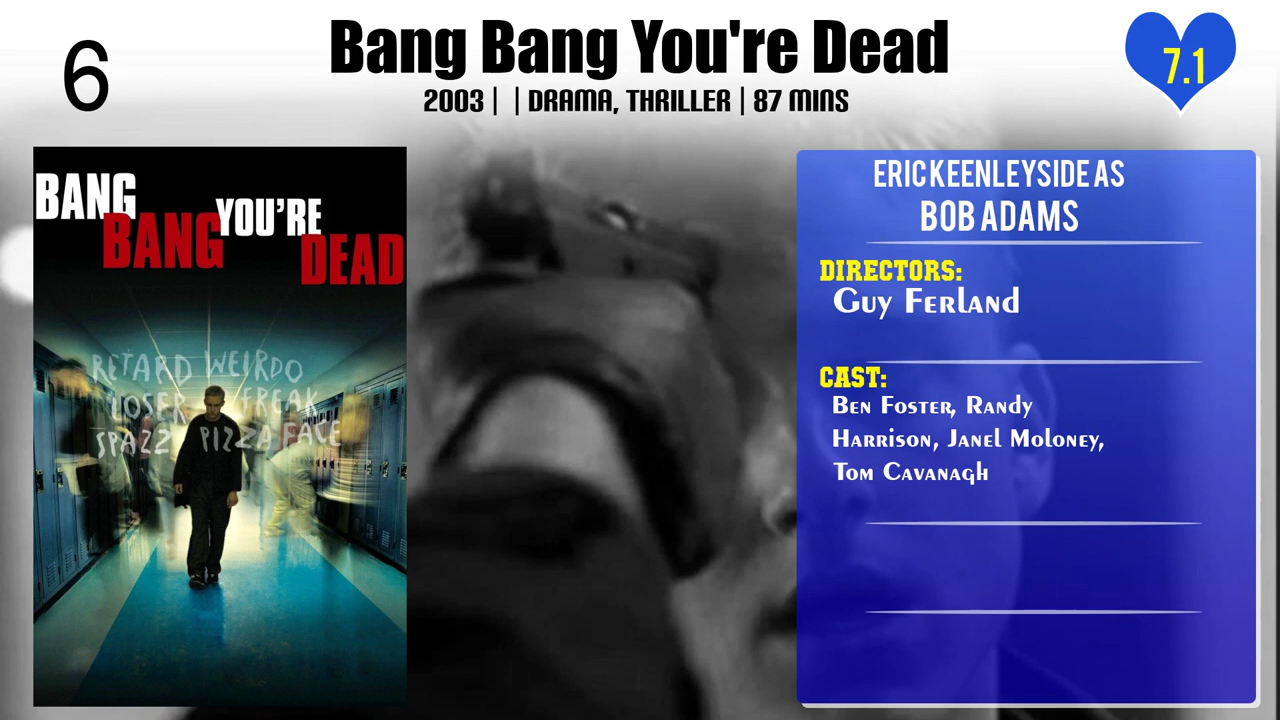 6
Bang Bang You're Dead
2003 | | DRAMA, THRILLER | 87 MINS
7.1
BANG
BANG
YOU'RE
DEAD
RETARD WEIRDO
LOSER FREAK
SPAZZ PIZZA FACE
ERIC KEENLEYSIDE AS
BOB ADAMS
DIRECTORS:
Guy Ferland
CAST:
Ben Foster, Randy
Harrison, Janel Moloney,
Tom Cavanagh